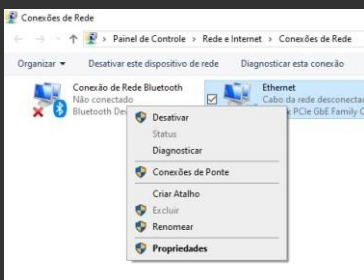 Conexões de Rede
Painel de Controle > Rede e Internet > Conexões de Rede
Organizar Desativar este dispositivo de rede Diagnosticar esta conexão
Conexão de Rede Bluetooth
Não conectado
Bluetooth De
Ethernet
Cabo da rede desconecta
PCIe GbE Family C
Desativar
Status
Diagnosticar
Conexões de Ponte
Criar Atalho
Excluir
Renomear
Propriedades